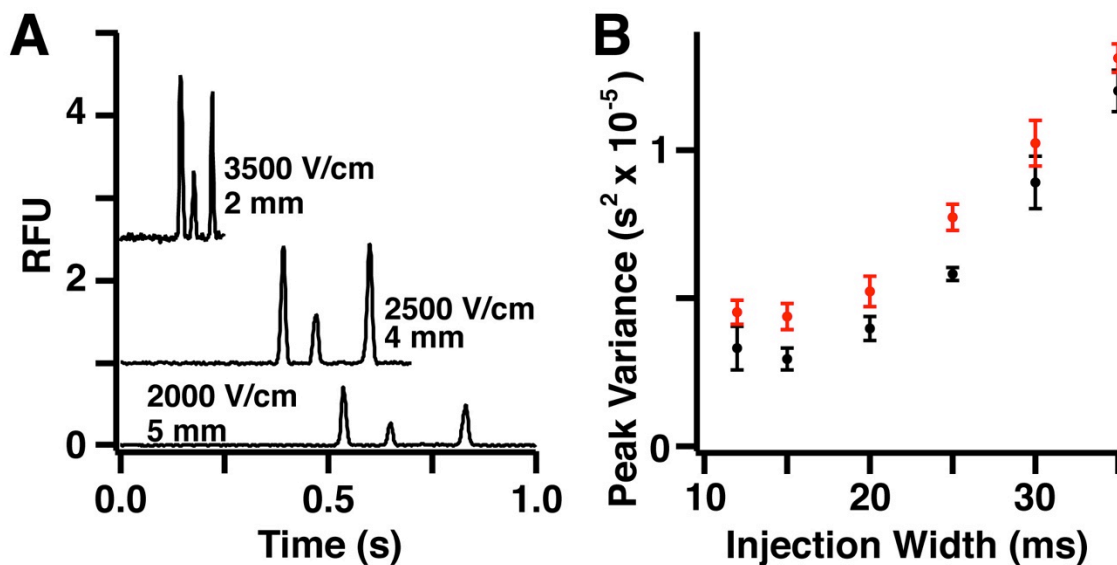 A
RFU
4
2
0
3500 V/cm
2 mm
2500 V/cm
4 mm
2000 V/cm
5 mm
0.0 0.5 1.0
Time (s)
B
Peak Variance (s² x 10⁻⁵)
1
0
10 20 30
Injection Width (ms)